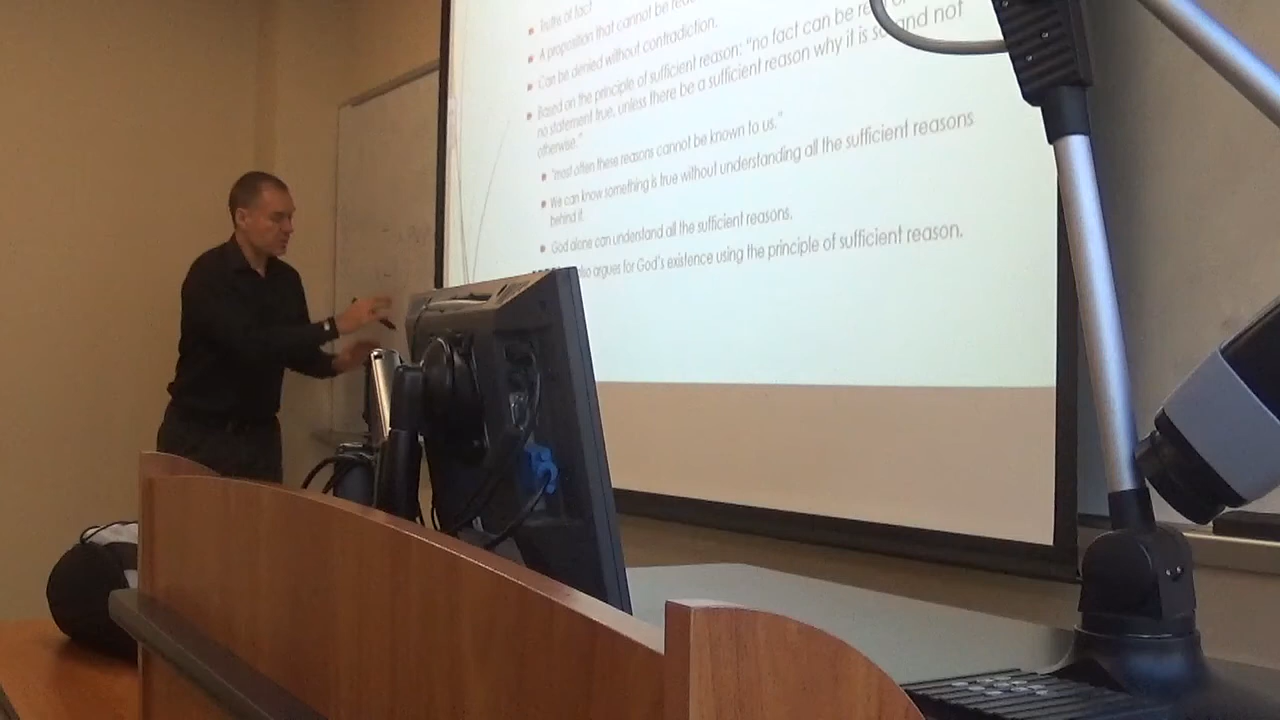 Truths of fact
A proposition that cannot be
Can be denied without contradiction.
Based on the principle of sufficient reason: "no fact can be
no statement true, unless there be a sufficient reason why it is so and not
otherwise."
"most often these reasons cannot be known to us."
We can know something is true without understanding all the sufficient reasons
behind it.
God alone can understand all the sufficient reasons.
also argues for God's existence using the principle of sufficient reason.